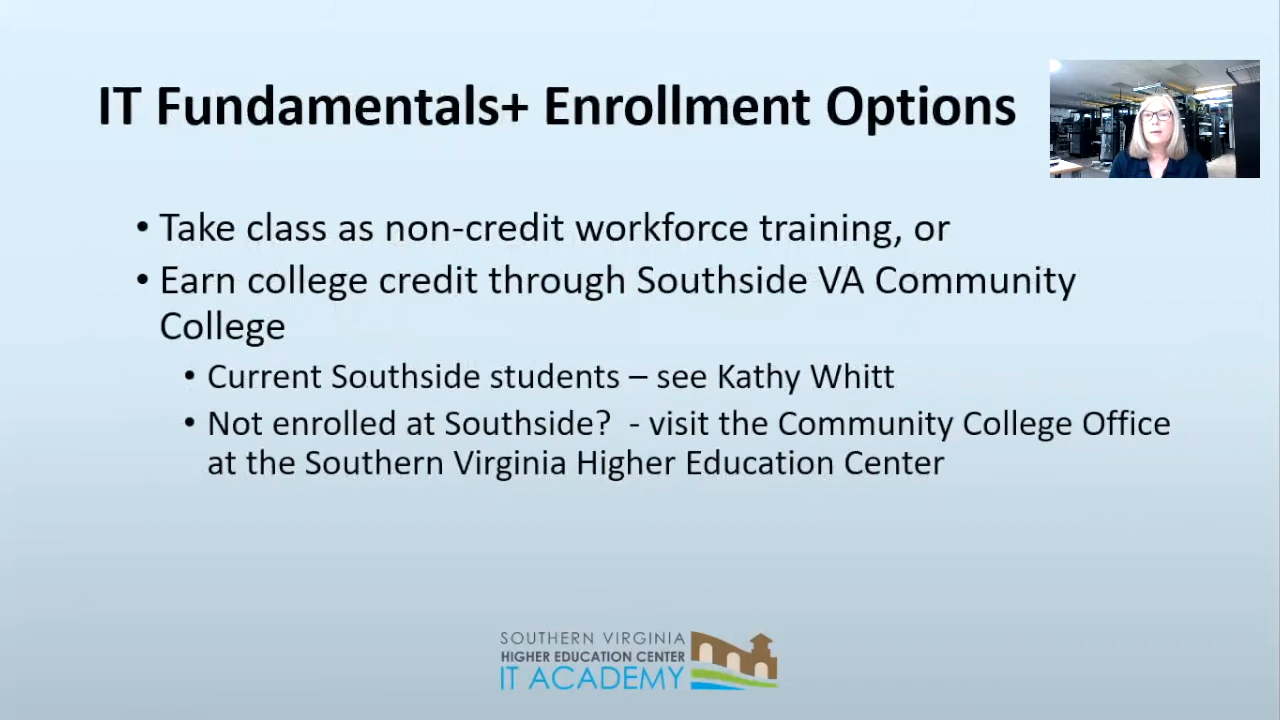 IT Fundamentals+ Enrollment Options
• Take class as non-credit workforce training, or
• Earn college credit through Southside VA Community
College
• Current Southside students – see Kathy Whitt
• Not enrolled at Southside?  - visit the Community College Office
at the Southern Virginia Higher Education Center
SOUTHERN VIRGINIA
HIGHER EDUCATION CENTER
IT ACADEMY